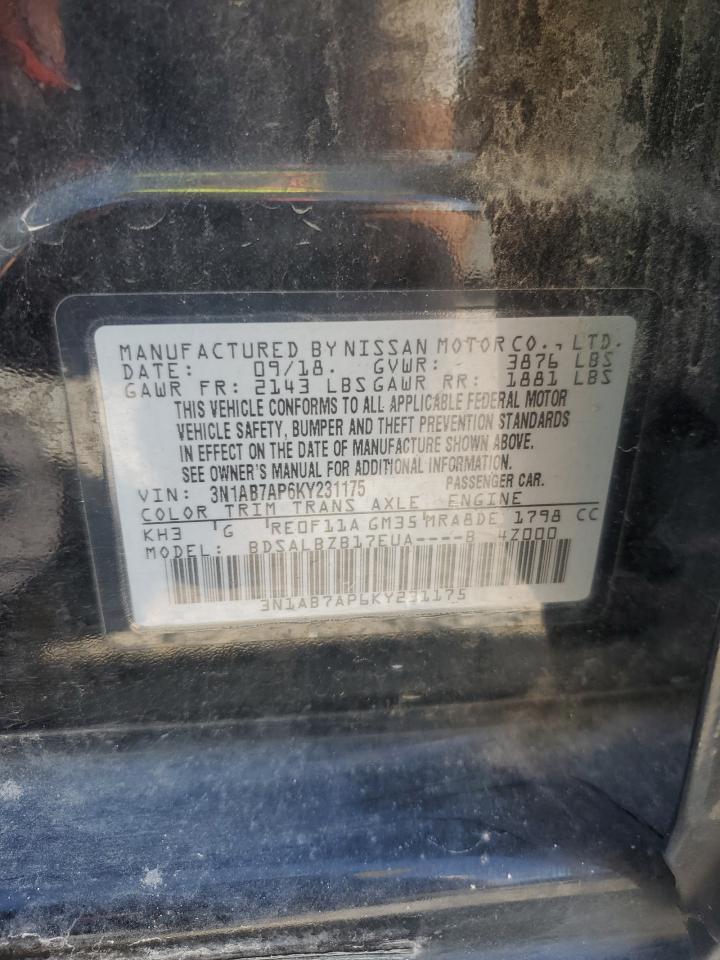 MANUFACTURED BY NISSAN MOTOR CO., LTD.
DATE: 09/18. GVWR: 3876 LBS
GAWR FR: 2143 LBS GAWR RR: 1881 LBS
THIS VEHICLE CONFORMS TO ALL APPLICABLE FEDERAL MOTOR
VEHICLE SAFETY, BUMPER AND THEFT PREVENTION STANDARDS
IN EFFECT ON THE DATE OF MANUFACTURE SHOWN ABOVE.
SEE OWNER'S MANUAL FOR ADDITIONAL INFORMATION.
VIN: 3N1AB7AP6KY231175 PASSENGER CAR.
COLOR TRIM TRANS AXLE ENGINE
KH3 G RE0F11A GM35 MRA8DE 1798 CC
MODEL: BDSALBZB17EUA----B 4Z000
3N1AB7AP6KY231175